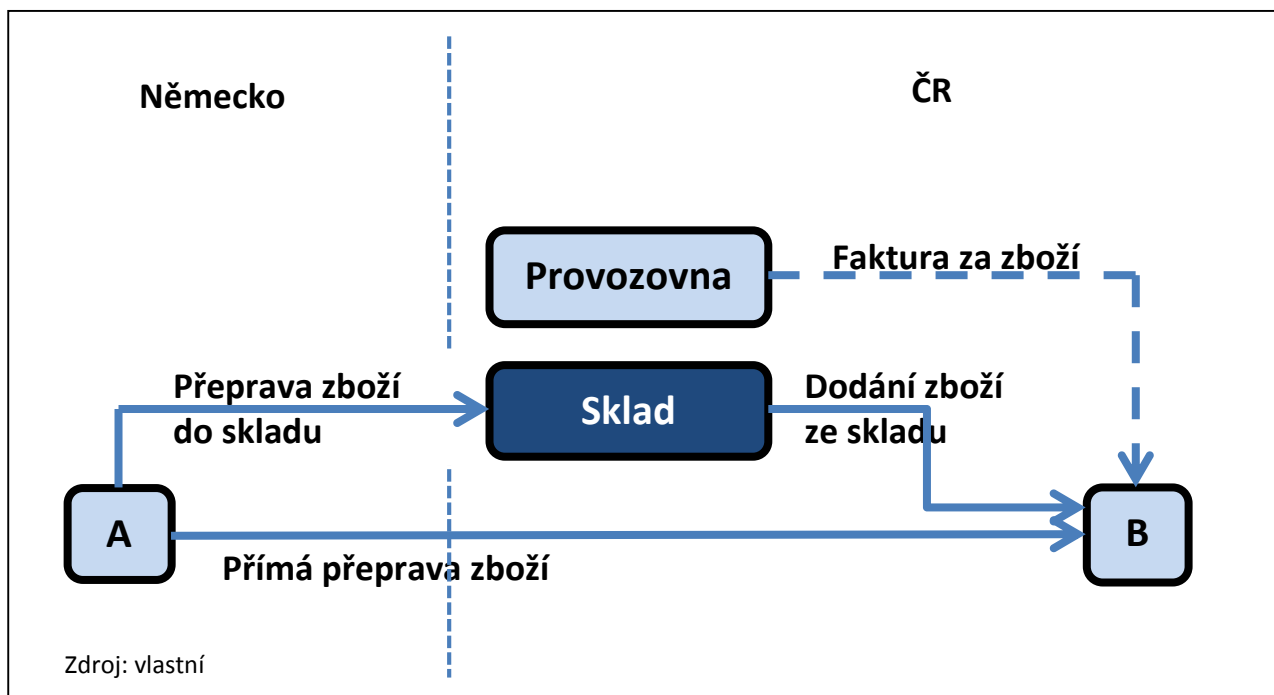 Německo
ČR
Provozovna
Faktura za zboží
Přeprava zboží
do skladu
Sklad
Dodání zboží
ze skladu
A
B
Přímá přeprava zboží
Zdroj: vlastní